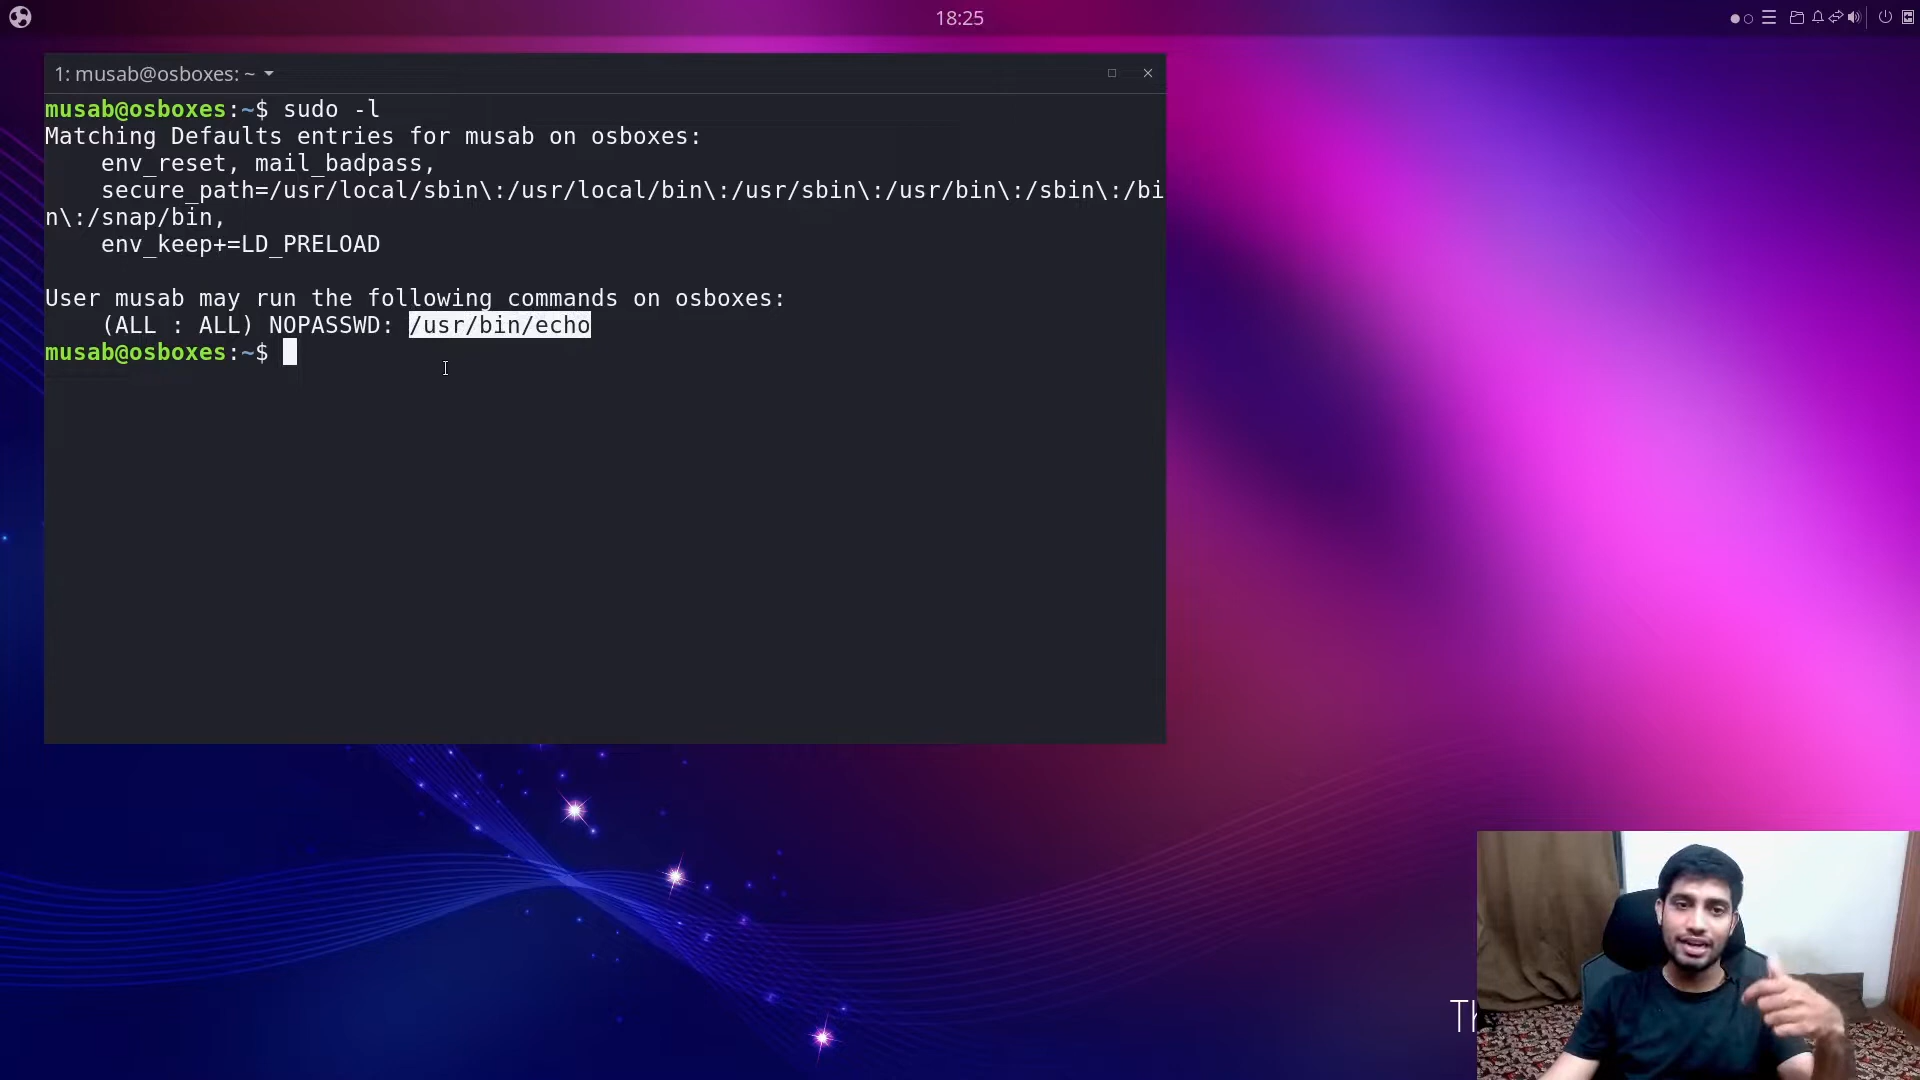 18:25
1: musab@osboxes: ~
musab@osboxes:~$ sudo -l
Matching Defaults entries for musab on osboxes:
    env_reset, mail_badpass,
    secure_path=/usr/local/sbin\:/usr/local/bin\:/usr/sbin\:/usr/bin\:/sbin\:/bi
n\:/snap/bin,
    env_keep+=LD_PRELOAD
User musab may run the following commands on osboxes:
    (ALL : ALL) NOPASSWD: /usr/bin/echo
musab@osboxes:~$